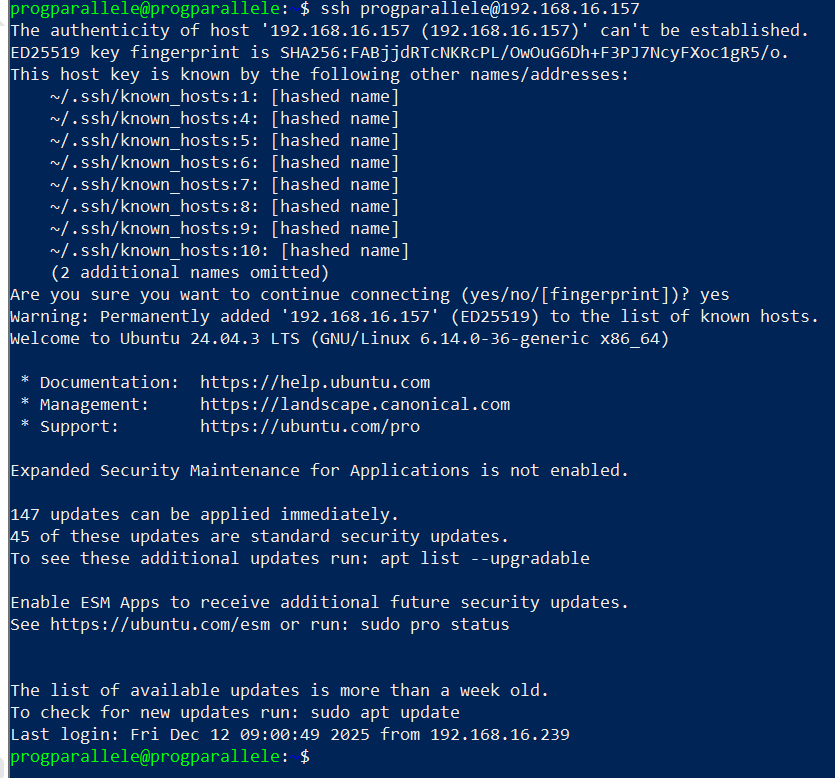 progparallele@progparallele: $ ssh progparallele@192.168.16.157
The authenticity of host '192.168.16.157 (192.168.16.157)' can't be established.
ED25519 key fingerprint is SHA256:FABjjdRTcNKRcPL/OwOuG6Dh+F3PJ7NcyFXoc1gR5/o.
This host key is known by the following other names/addresses:
    ~/.ssh/known_hosts:1: [hashed name]
    ~/.ssh/known_hosts:4: [hashed name]
    ~/.ssh/known_hosts:5: [hashed name]
    ~/.ssh/known_hosts:6: [hashed name]
    ~/.ssh/known_hosts:7: [hashed name]
    ~/.ssh/known_hosts:8: [hashed name]
    ~/.ssh/known_hosts:9: [hashed name]
    ~/.ssh/known_hosts:10: [hashed name]
    (2 additional names omitted)
Are you sure you want to continue connecting (yes/no/[fingerprint])? yes
Warning: Permanently added '192.168.16.157' (ED25519) to the list of known hosts.
Welcome to Ubuntu 24.04.3 LTS (GNU/Linux 6.14.0-36-generic x86_64)

 * Documentation:  https://help.ubuntu.com
 * Management:     https://landscape.canonical.com
 * Support:        https://ubuntu.com/pro

Expanded Security Maintenance for Applications is not enabled.

147 updates can be applied immediately.
45 of these updates are standard security updates.
To see these additional updates run: apt list --upgradable

Enable ESM Apps to receive additional future security updates.
See https://ubuntu.com/esm or run: sudo pro status

The list of available updates is more than a week old.
To check for new updates run: sudo apt update
Last login: Fri Dec 12 09:00:49 2025 from 192.168.16.239
progparallele@progparallele: $